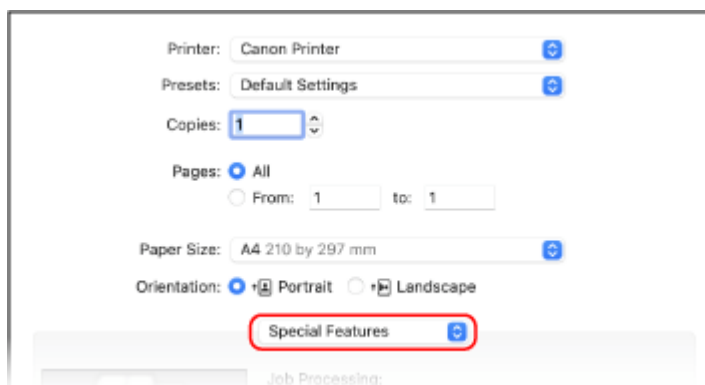 Printer: Canon Printer
Presets: Default Settings
Copies: 1
Pages: All
From: 1 to: 1
Paper Size: A4 210 by 297 mm
Orientation: Portrait Landscape
Special Features
Job Processing: